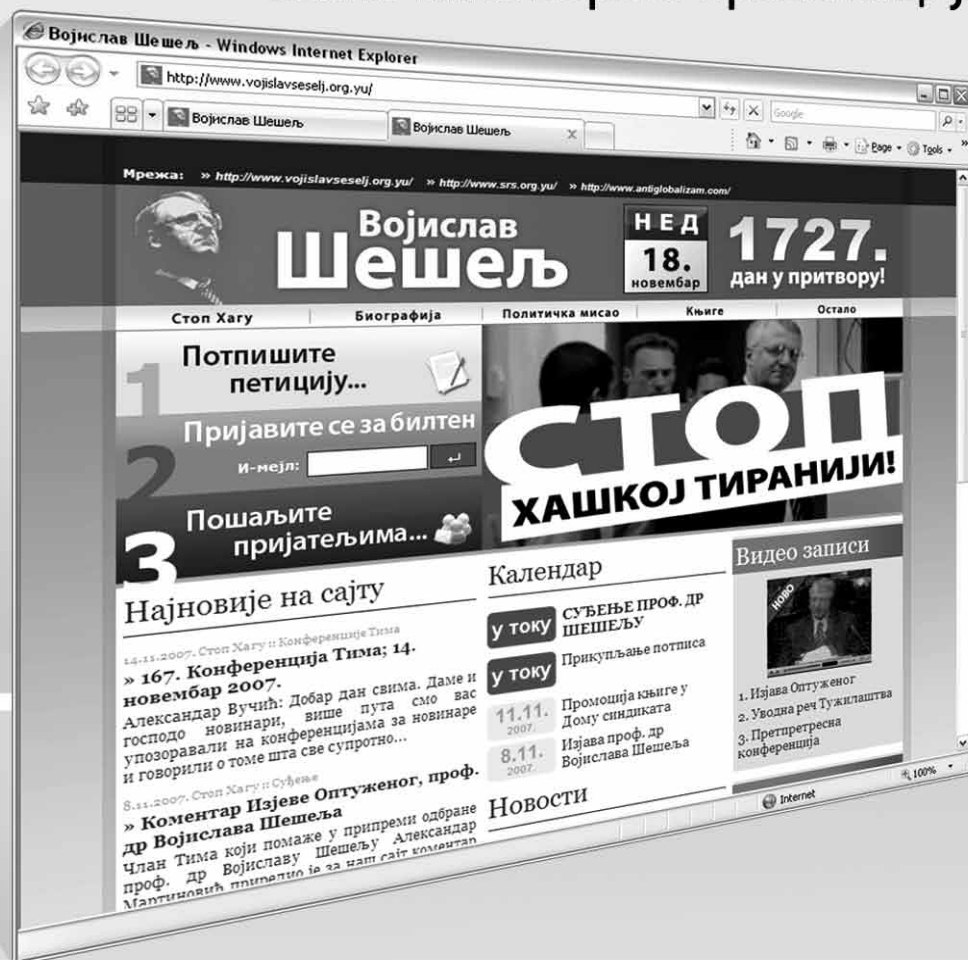 Војислав Шешељ - Windows Internet Explorer
http://www.vojislavseselj.org.yu/
Google
Војислав Шешељ
Војислав Шешељ
Page
Tools
Мрежа: » http://www.vojislavseselj.org.yu/ » http://www.srs.org.yu/ » http://www.antiglobalizam.com/
Војислав
Шешељ
НЕД
18.
новембар
1727.
дан у притвору!
Стоп Хагу
Биографија
Политичка мисао
Књиге
Остало
1
Потпишите
петицију...
2
Пријавите се за билтен
И-мејл:
3
Пошаљите
пријатељима...
СТОП
ХАШКОЈ ТИРАНИЈИ!
Најновије на сајту
14.11.2007. Стоп Хагу :: Конференције Тима
» 167. Конференција Тима; 14.
новембар 2007.
Александар Вучић: Добар дан свима. Даме и
господо новинари, више пута смо вас
упозоравали на конференцијама за новинаре
и говорили о томе шта све супротно...
8.11.2007. Стоп Хагу :: Суђење
» Коментар Изјеве Оптуженог, проф.
др Војислава Шешеља
Члан Тима који помаже у припреми одбране
проф. др Војиславу Шешељу Александар
Мартиновић приредио је за наш сајт коментар
Календар
у току
СУЂЕЊЕ ПРОФ. ДР
ШЕШЕЉУ
у току
Прикупљање потписа
11.11.
2007.
Промоција књиге у
Дому синдиката
8.11.
2007.
Изјава проф. др
Војислава Шешеља
Новости
Видео записи
НОВО
1. Изјава Оптуженог
2. Уводна реч Тужилаштва
3. Претпретресна
конференција
Internet
100%